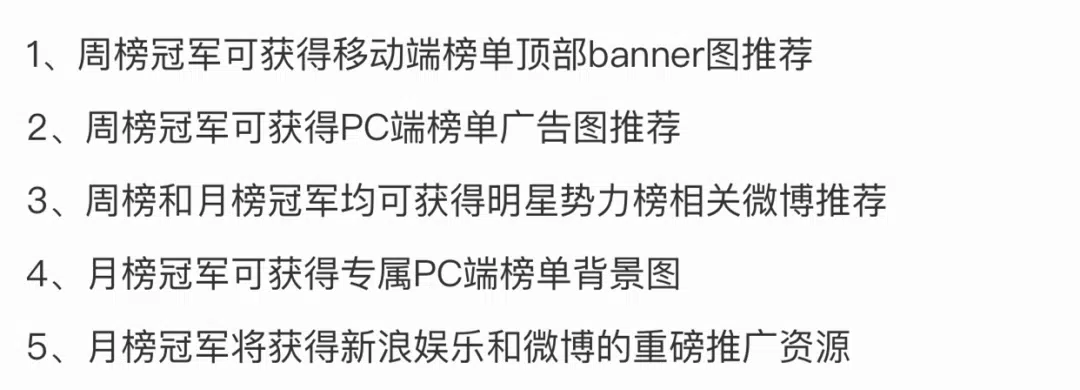 1、周榜冠军可获得移动端榜单顶部banner图推荐
2、周榜冠军可获得PC端榜单广告图推荐
3、周榜和月榜冠军均可获得明星势力榜相关微博推荐
4、月榜冠军可获得专属PC端榜单背景图
5、月榜冠军将获得新浪娱乐和微博的重磅推广资源